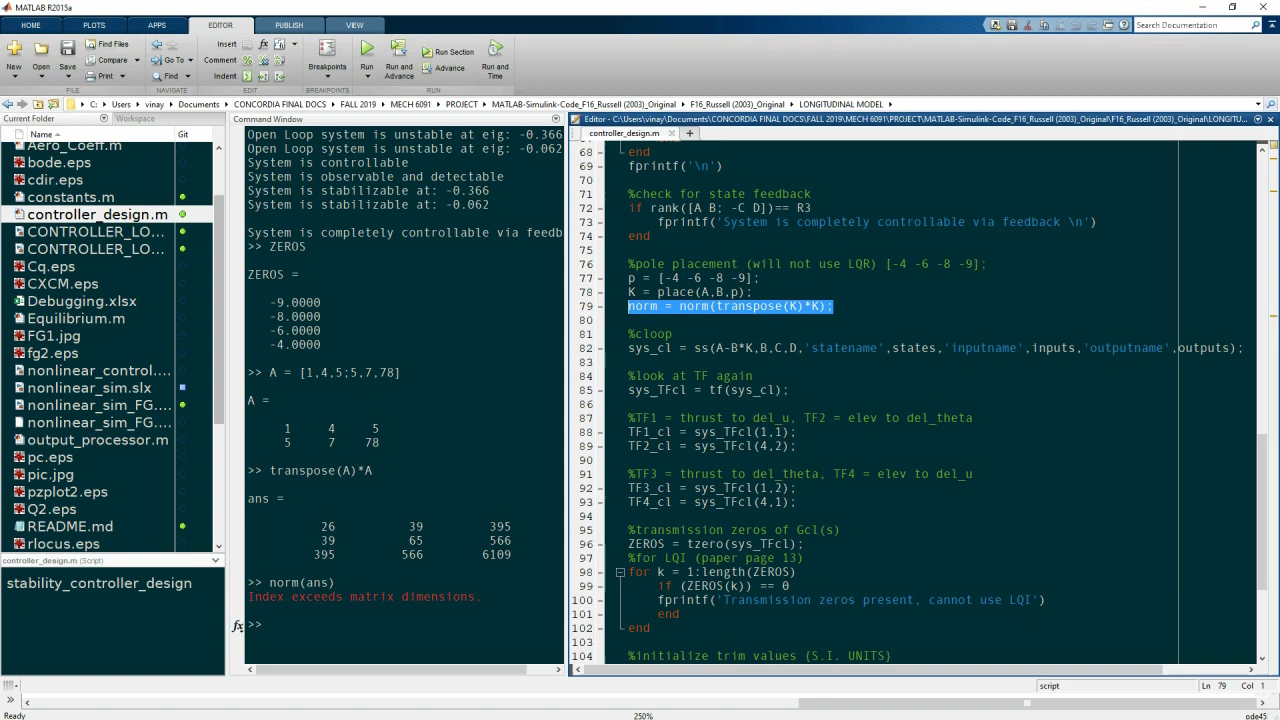 MATLAB R2015a
HOME PLOTS APPS EDITOR PUBLISH VIEW
Search Documentation
New Open Save Find Files Compare Print
Go To Find
Insert Comment Indent
Breakpoints
Run Run and Advance Run Section Advance Run and Time
FILE NAVIGATE EDIT BREAKPOINTS RUN
C: Users vinay Documents CONCORDIA FINAL DOCS FALL 2019 MECH 6091 PROJECT MATLAB-Simulink-Code_F16_Russell (2003)_Original F16_Russell (2003)_Original LONGITUDINAL MODEL
Current Folder Workspace
Name Git
Aero_Coeff.m
bode.eps
cdir.eps
constants.m
controller_design.m
CONTROLLER_LO...
CONTROLLER_LO...
Cq.eps
CXCM.eps
Debugging.xlsx
Equilibrium.m
FG1.jpg
fg2.eps
nonlinear_control....
nonlinear_sim.slx
nonlinear_sim_FG....
nonlinear_sim_FG....
output_processor.m
pc.eps
pic.jpg
pzplot2.eps
Q2.eps
README.md
rlocus.eps
controller_design.m (Script)
stability_controller_design
Command Window
Open Loop system is unstable at eig: -0.366
Open Loop system is unstable at eig: -0.062
System is controllable
System is observable and detectable
System is stabilizable at: -0.366
System is stabilizable at: -0.062
System is completely controllable via feedb
>> ZEROS
ZEROS =
-9.0000
-8.0000
-6.0000
-4.0000
>> A = [1,4,5;5,7,78]
A =
1 4 5
5 7 78
>> transpose(A)*A
ans =
26 39 395
39 65 566
395 566 6109
>> norm(ans)
Index exceeds matrix dimensions.
fx >>
Editor - C:\Users\vinay\Documents\CONCORDIA FINAL DOCS\FALL 2019\MECH 6091\PROJECT\MATLAB-Simulink-Code_F16_Russell (2003)_Original\F16_Russell (2003)_Original\LONGITU...
controller_design.m
68 end
69 fprintf('\n')
70
71 %check for state feedback
72 if rank([A B; -C D])== R3
73 fprintf('System is completely controllable via feedback \n')
74 end
75
76 %pole placement (will not use LQR) [-4 -6 -8 -9];
77 p = [-4 -6 -8 -9];
78 K = place(A,B,p);
79 norm = norm(transpose(K)*K);
80
81 %cloop
82 sys_cl = ss(A-B*K,B,C,D,'statename',states,'inputname',inputs,'outputname',outputs);
83
84 %look at TF again
85 sys_TFcl = tf(sys_cl);
86
87 %TF1 = thrust to del_u, TF2 = elev to del_theta
88 TF1_cl = sys_TFcl(1,1);
89 TF2_cl = sys_TFcl(4,2);
90
91 %TF3 = thrust to del_theta, TF4 = elev to del_u
92 TF3_cl = sys_TFcl(1,2);
93 TF4_cl = sys_TFcl(4,1);
94
95 %transmission zeros of Gcl(s)
96 ZEROS = tzero(sys_TFcl);
97 %for LQI (paper page 13)
98 for k = 1:length(ZEROS)
99 if (ZEROS(k)) == 0
100 fprintf('Transmission zeros present, cannot use LQI')
101 end
102 end
103
104 %initialize trim values {S.I. UNITS}
script Ln 79 Col 1
Ready 250% ode45